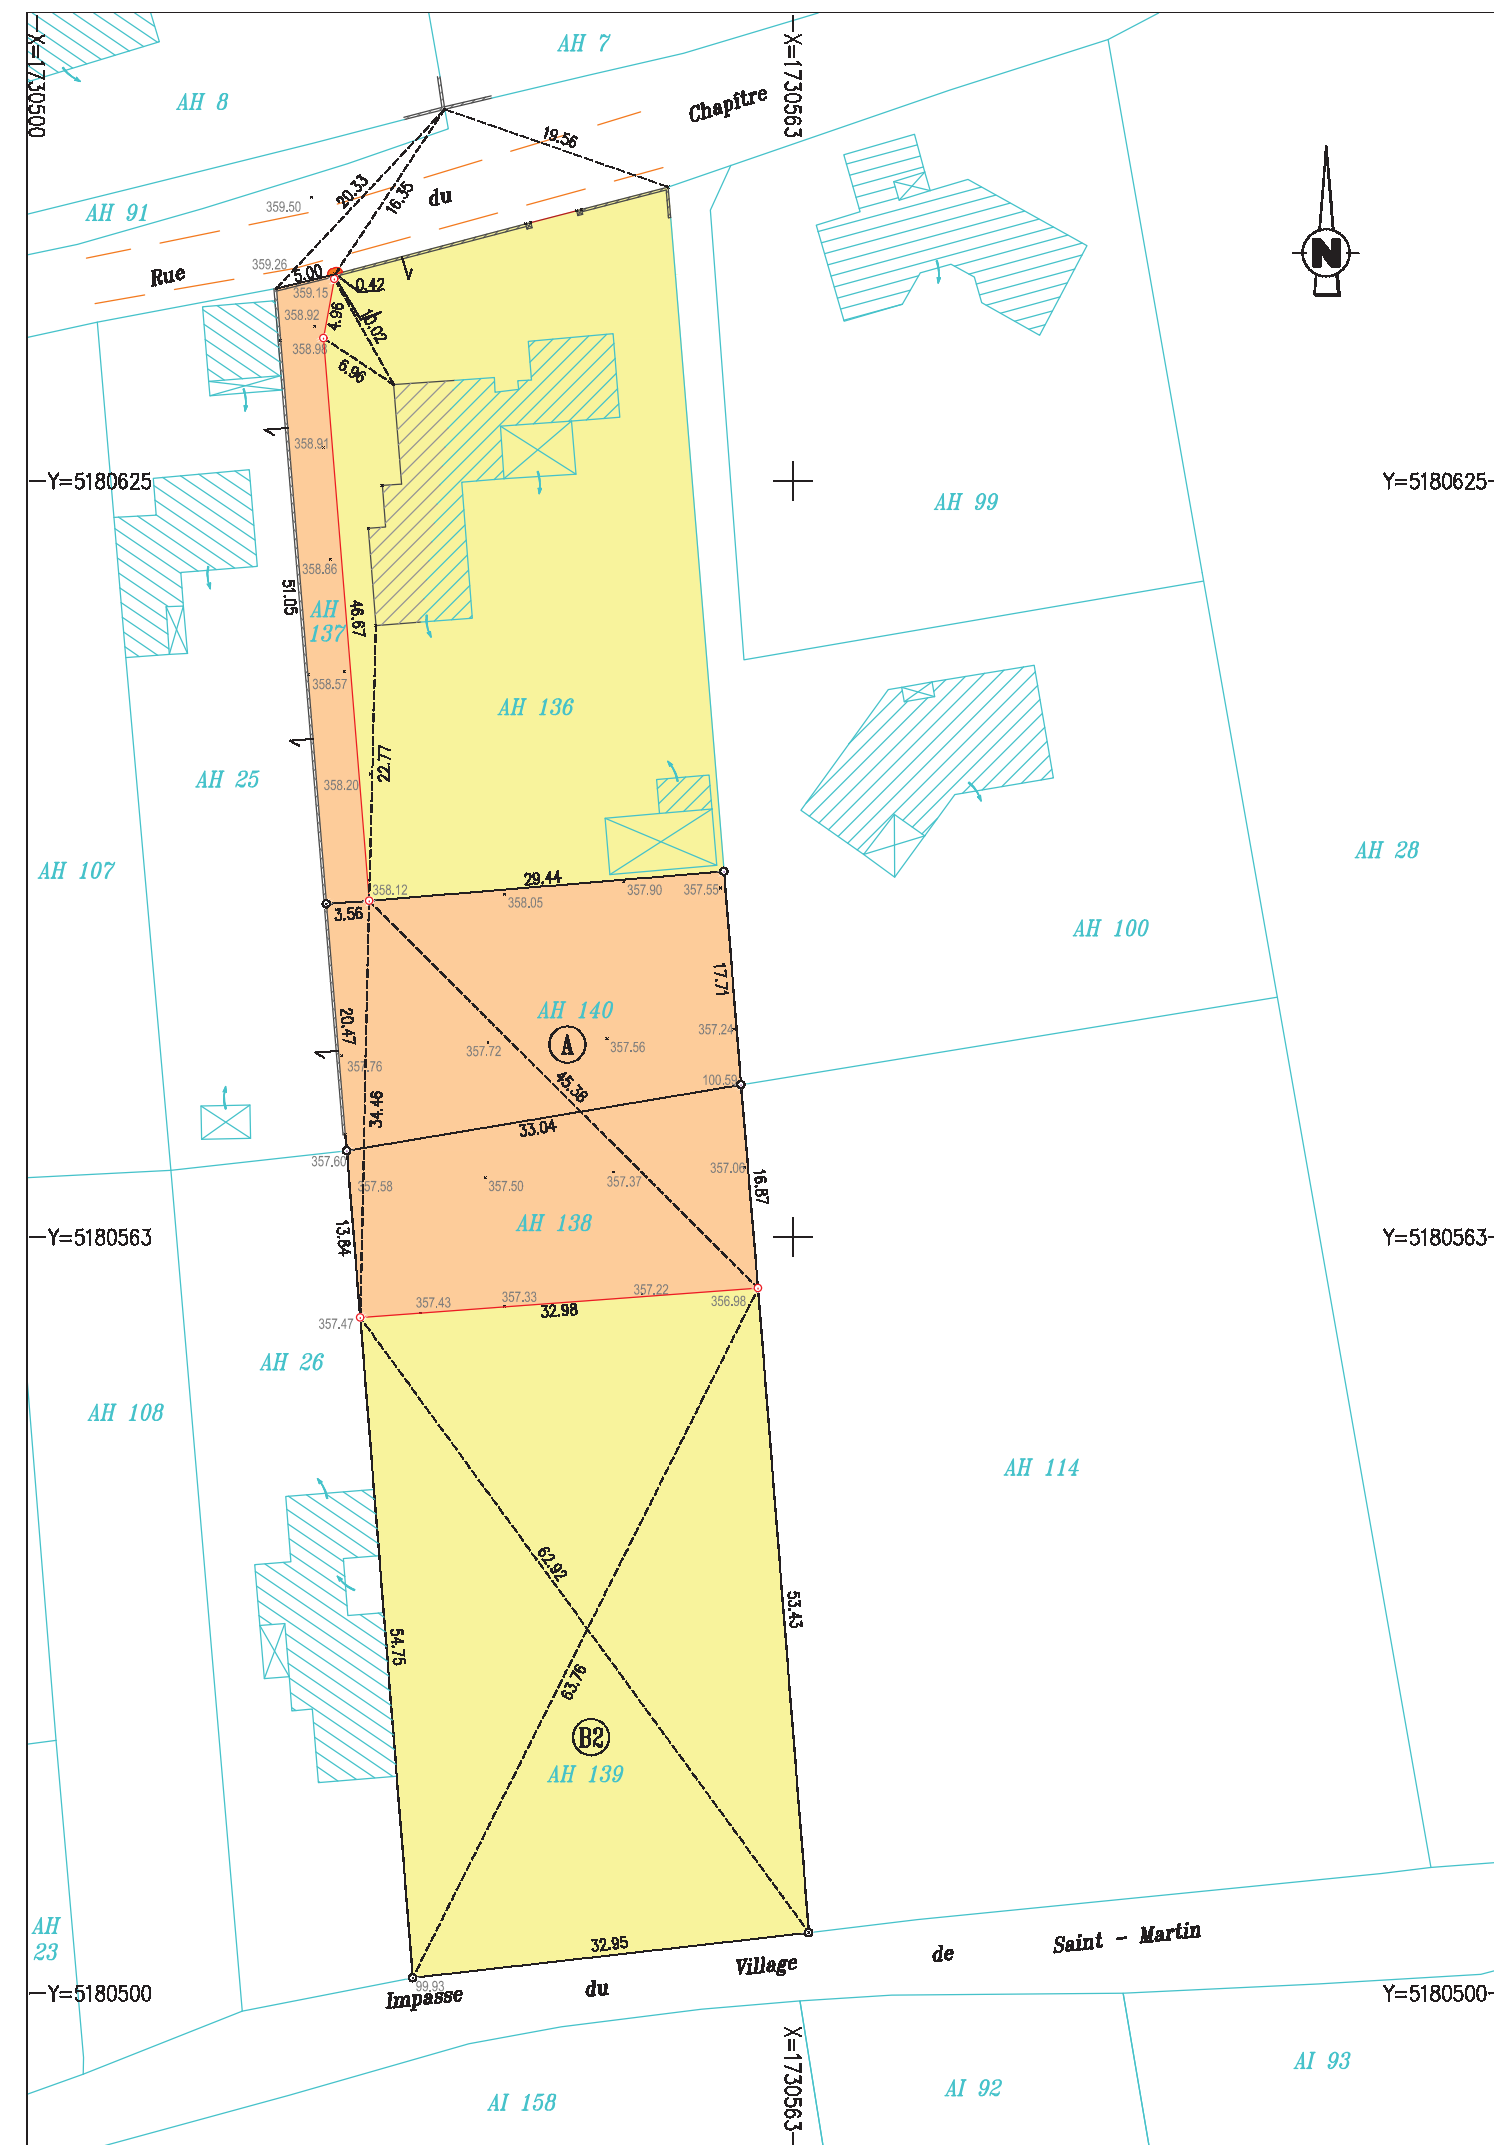 X=1730500
X=1730563
AH 7
AH 8
Chapitre
du
Rue
AH 91
19.56
20.33
16.35
359.50
359.26
5.00
0.42
359.15
358.92
4.96
10.02
358.98
6.96
358.91
N
Y=5180625
Y=5180625
AH 99
358.86
51.05
AH
137
46.67
358.57
AH 136
22.77
358.20
AH 25
AH 107
AH 28
358.12
29.44
357.90
357.55
358.05
3.56
AH 100
17.71
AH 140
A
20.47
357.24
357.72
357.56
357.76
100.59
45.38
34.46
33.04
357.60
357.58
357.50
357.37
357.06
16.87
13.84
AH 138
Y=5180563
Y=5180563
357.43
357.33
357.22
356.98
32.98
357.47
AH 26
AH 108
AH 114
62.92
53.43
54.75
63.76
B2
AH 139
AH
23
32.95
Saint - Martin
de
Village
du
Impasse
99.93
Y=5180500
Y=5180500
X=1730563
AI 158
AI 92
AI 93